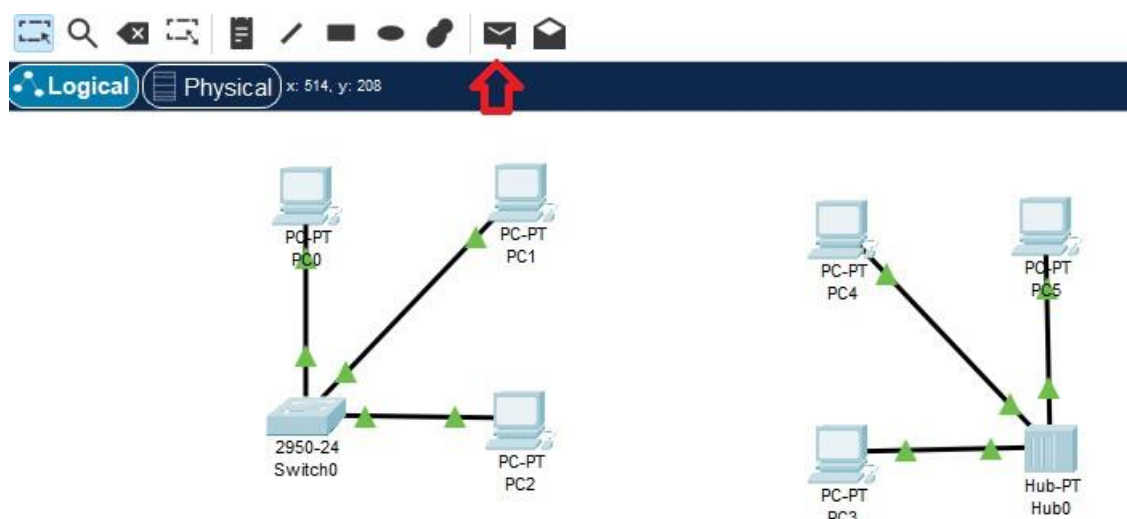 Logical Physical x: 514, y: 208
PC-PT
PC0
PC-PT
PC1
PC-PT
PC4
PC-PT
PC5
2950-24
Switch0
PC-PT
PC2
PC-PT
PC3
Hub-PT
Hub0